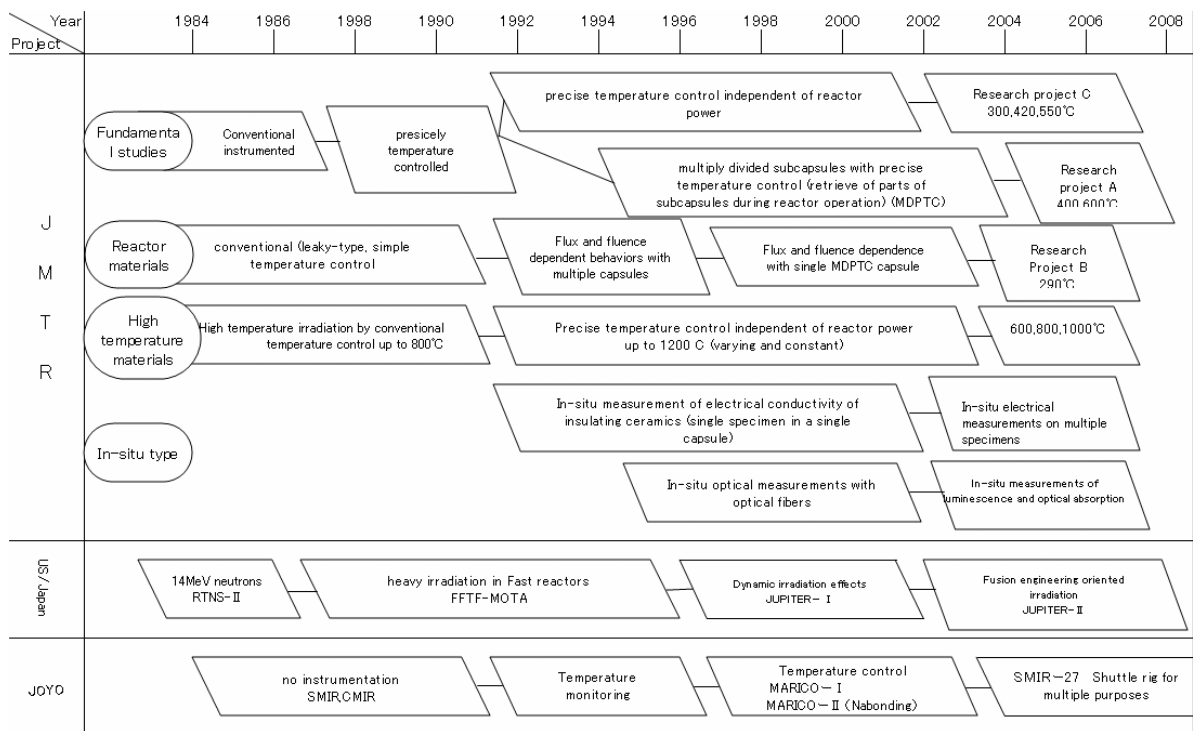 Year
Project
1984 1986 1998 1990 1992 1994 1996 1998 2000 2002 2004 2006 2008
J
M
T
R
Fundamenta
l studies
Conventional
instrumented
presicely
temperature
controlled
precise temperature control independent of reactor
power
Research project C
300,420,550℃
multiply divided subcapsules with precise
temperature control (retrieve of parts of
subcapsules during reactor operation) (MDPTC)
Research
project A
400,600℃
Reactor
materials
conventional (leaky-type, simple
temperature control
Flux and fluence
dependent behaviors with
multiple capsules
Flux and fluence dependence
with single MDPTC capsule
Research
Project B
290℃
High
temperature
materials
High temperature irradiation by conventional
temperature control up to 800℃
Precise temperature control independent of reactor power
up to 1200 C (varying and constant)
600,800,1000℃
In-situ type
In-situ measurement of electrical conductivity of
insulating ceramics (single specimen in a single
capsule)
In-situ electrical
measurements on multiple
specimens
In-situ optical measurements with
optical fibers
In-situ measurements of
luminescence and optical absorption
US/Japan
14MeV neutrons
RTNS-Ⅱ
heavy irradiation in Fast reactors
FFTF-MOTA
Dynamic irradiation effects
JUPITER－Ⅰ
Fusion engineering oriented
irradiation
JUPITER-Ⅱ
JOYO
no instrumentation
SMIR,CMIR
Temperature
monitoring
Temperature control
MARICO－Ⅰ
MARICO－Ⅱ (Nabonding)
SMIR－27 Shuttle rig for
multiple purposes